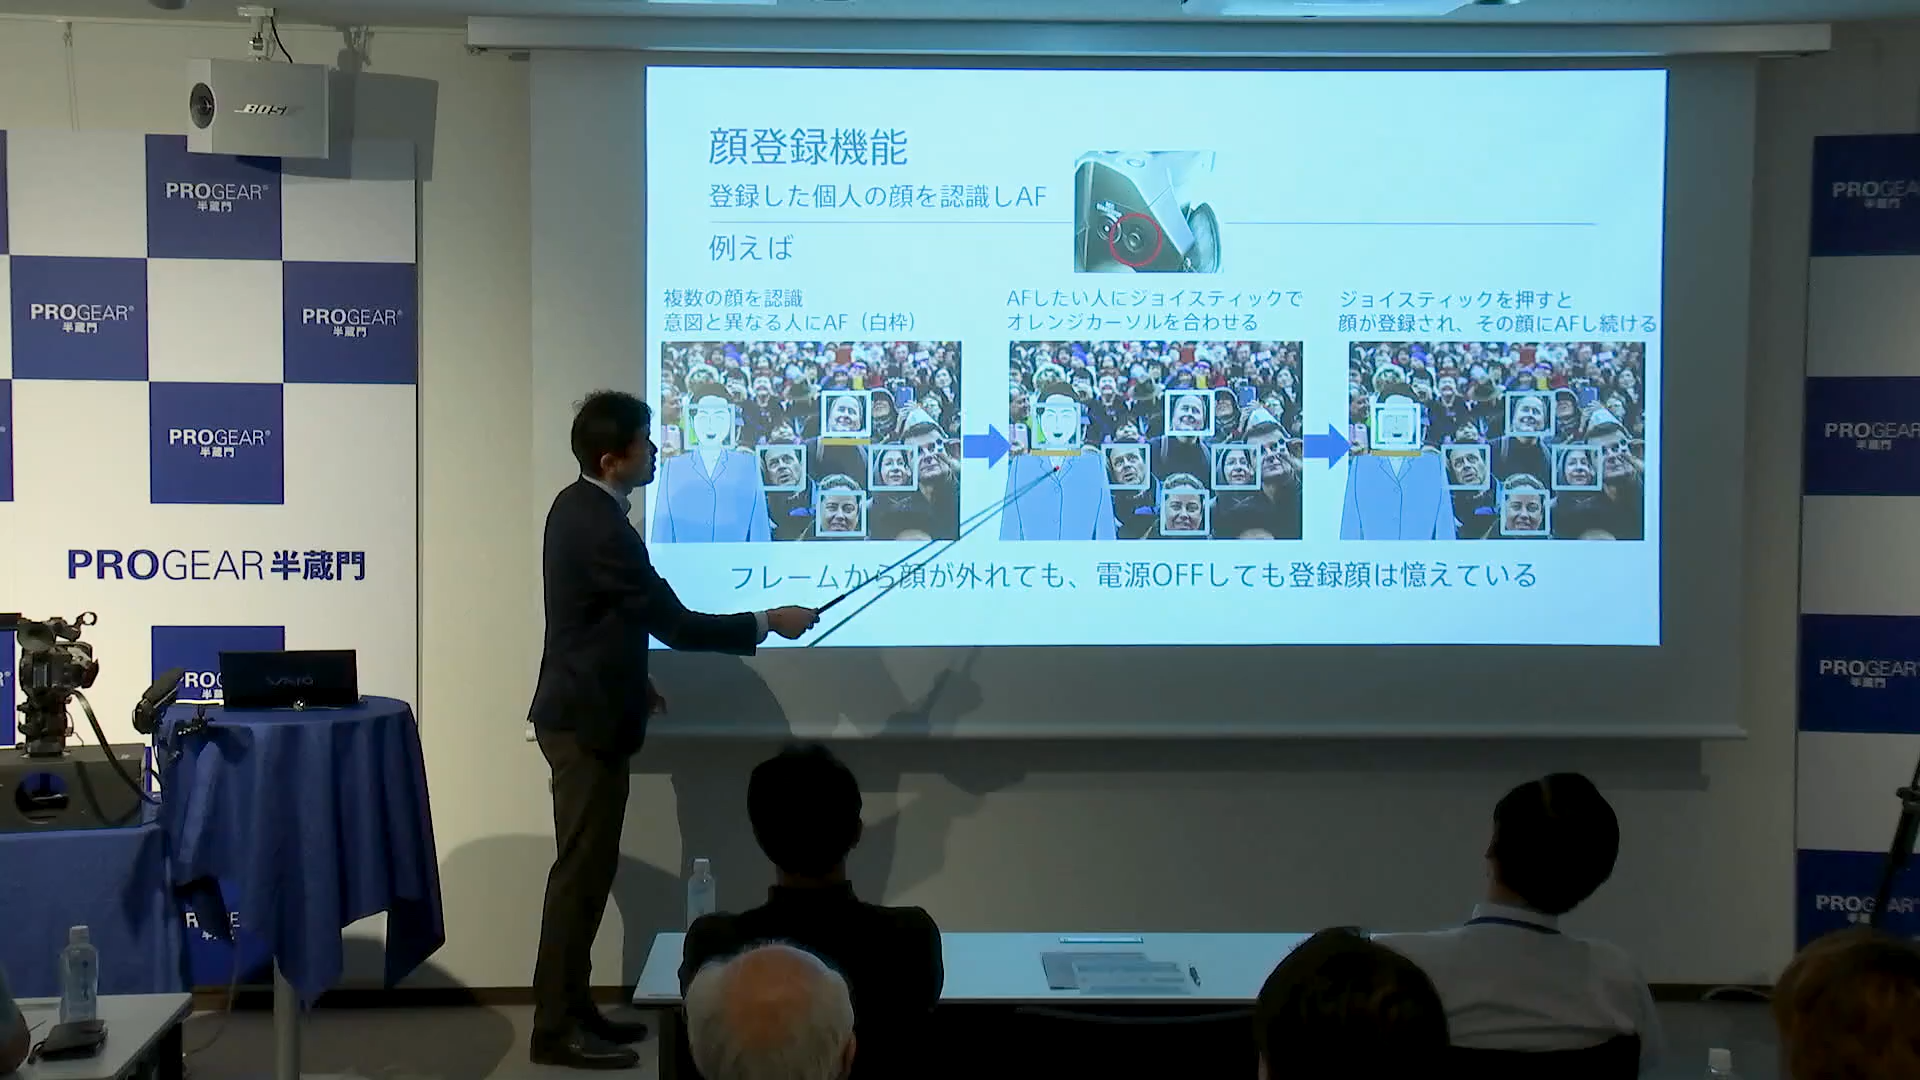 BOSE
PROGEAR®
半蔵門
PROGEAR®
半蔵門
PROGEAR®
半蔵門
PROGEAR®
半蔵門
PROGEAR 半蔵門
VAIO
顔登録機能
登録した個人の顔を認識しAF
例えば
複数の顔を認識
意図と異なる人にAF（白枠）
AFしたい人にジョイスティックで
オレンジカーソルを合わせる
ジョイスティックを押すと
顔が登録され、その顔にAFし続ける
フレームから顔が外れても、電源OFFしても登録顔は憶えている
PROGEA
半蔵門
PROGEAR
半蔵門
PROGEAR
半蔵門